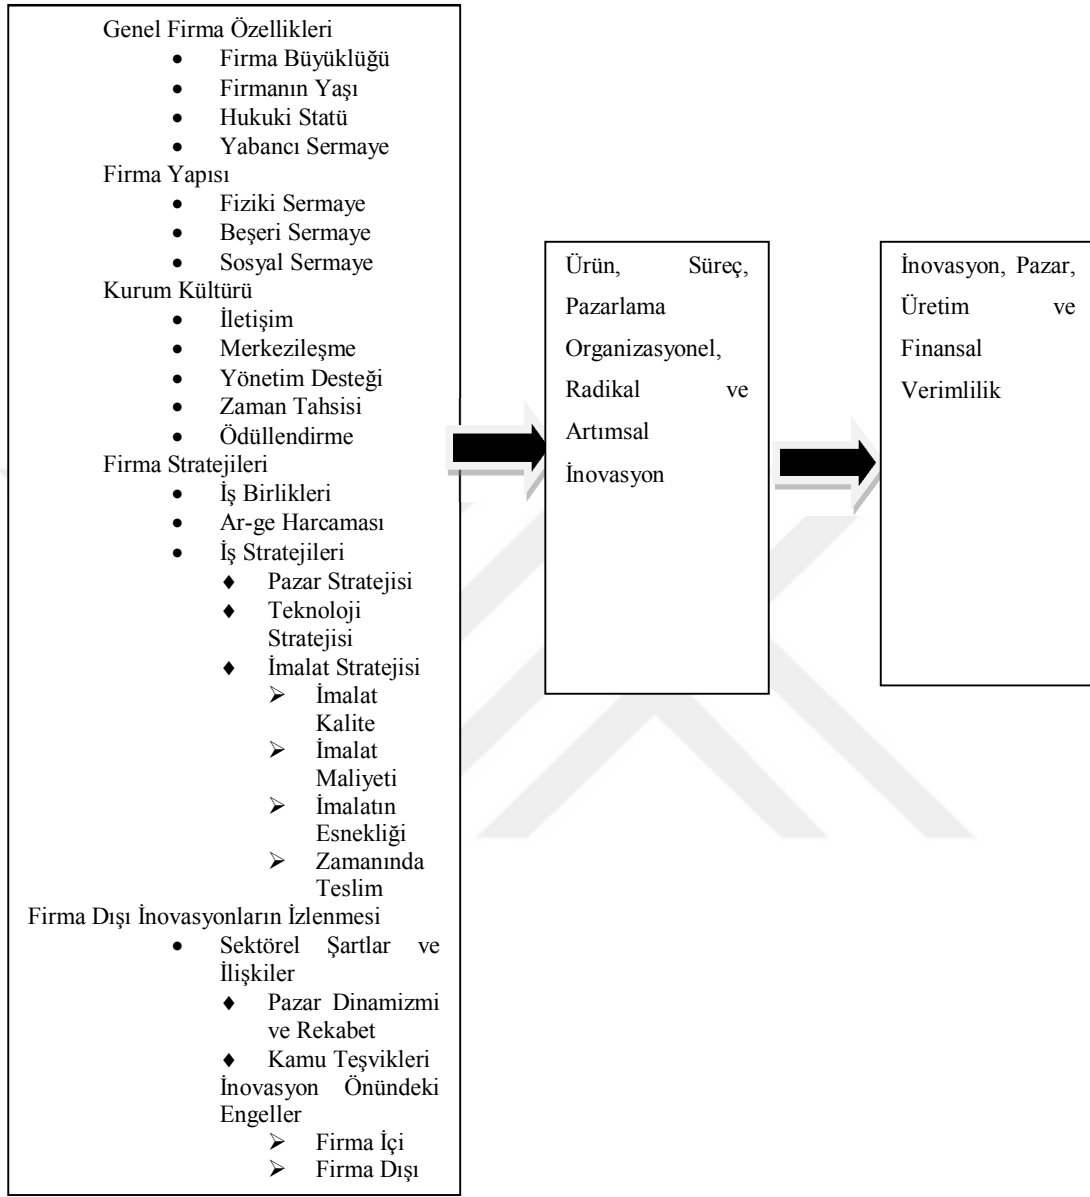 Genel Firma Özellikleri
• Firma Büyüklüğü
• Firmanın Yaşı
• Hukuki Statü
• Yabancı Sermaye
Firma Yapısı
• Fiziki Sermaye
• Beşeri Sermaye
• Sosyal Sermaye
Kurum Kültürü
• İletişim
• Merkezileşme
• Yönetim Desteği
• Zaman Tahsisi
• Ödüllendirme
Firma Stratejileri
• İş Birlikleri
• Ar-ge Harcaması
• İş Stratejileri
♦ Pazar Stratejisi
♦ Teknoloji
Stratejisi
♦ İmalat Stratejisi
➢ İmalat
Kalite
➢ İmalat
Maliyeti
➢ İmalatın
Esnekliği
➢ Zamanında
Teslim
Firma Dışı İnovasyonların İzlenmesi
• Sektörel Şartlar ve
İlişkiler
♦ Pazar Dinamizmi
ve Rekabet
♦ Kamu Teşvikleri
İnovasyon Önündeki
Engeller
➢ Firma İçi
➢ Firma Dışı
Ürün, Süreç,
Pazarlama
Organizasyonel,
Radikal ve
Artımsal
İnovasyon
İnovasyon, Pazar,
Üretim ve
Finansal
Verimlilik